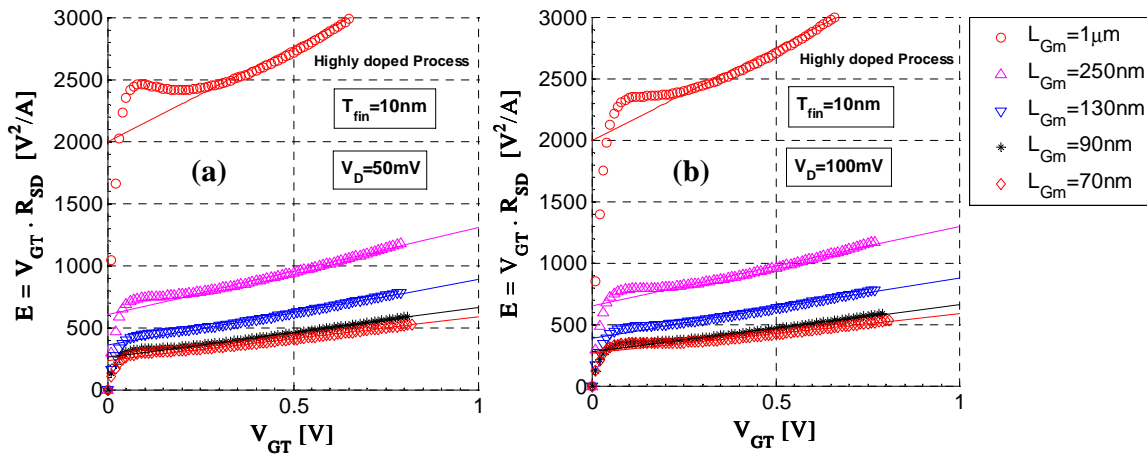 E = V_GT · R_SD [V²/A]
3000
2500
2000
1500
1000
500
0
0
0.5
1
V_GT [V]
Highly doped Process
T_fin=10nm
V_D=50mV
(a)
E = V_GT · R_SD [V²/A]
3000
2500
2000
1500
1000
500
0
0
0.5
1
V_GT [V]
Highly doped Process
T_fin=10nm
V_D=100mV
(b)
L_Gm=1μm
L_Gm=250nm
L_Gm=130nm
L_Gm=90nm
L_Gm=70nm